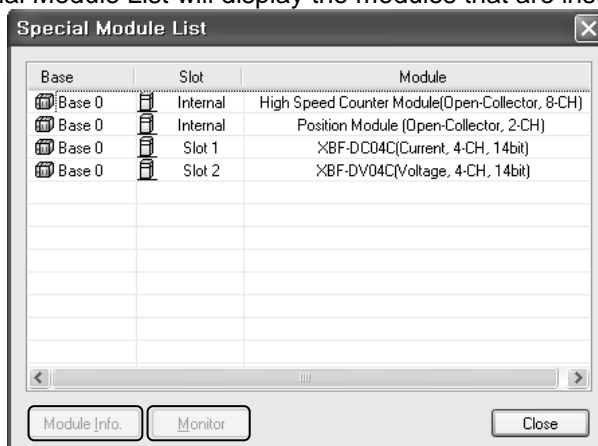 al Module List will display the modules that are
Special Module List
Base Slot Module
Base 0 Internal High Speed Counter Module(Open-Collector, 8-CH)
Base 0 Internal Position Module (Open-Collector, 2-CH)
Base 0 Slot 1 XBF-DC04C(Current, 4-CH, 14bit)
Base 0 Slot 2 XBF-DV04C(Voltage, 4-CH, 14bit)
Module Info. Monitor Close